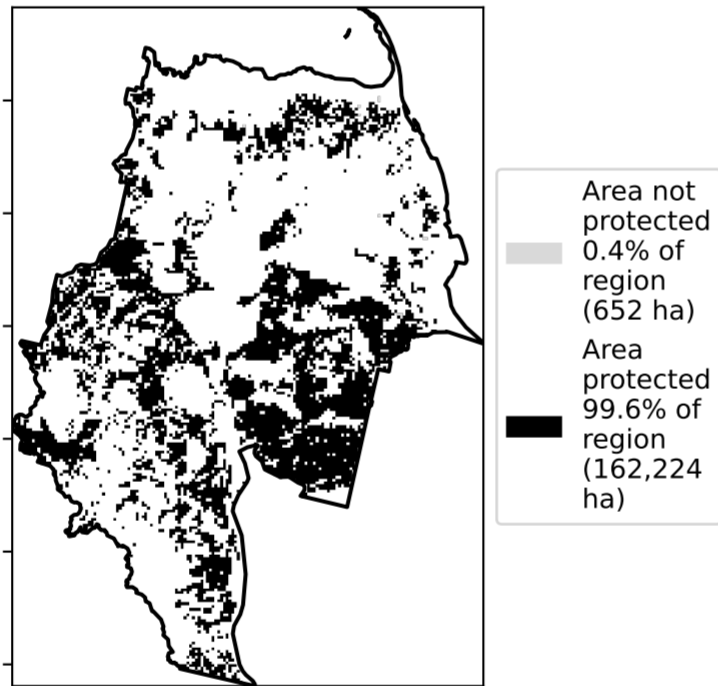 Area not
protected
0.4% of
region
(652 ha)
Area
protected
99.6% of
region
(162,224
ha)